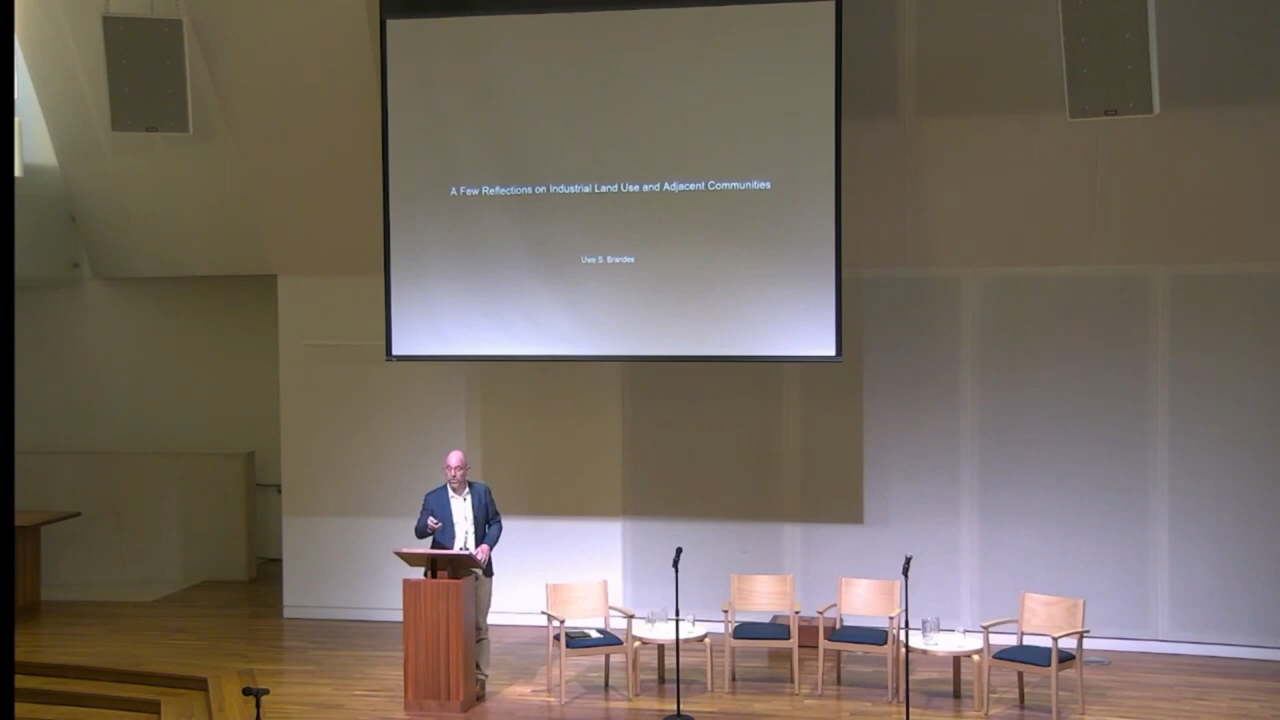 A Few Reflections on Industrial Land Use and Adjacent Communities
Uwe S. Brandes